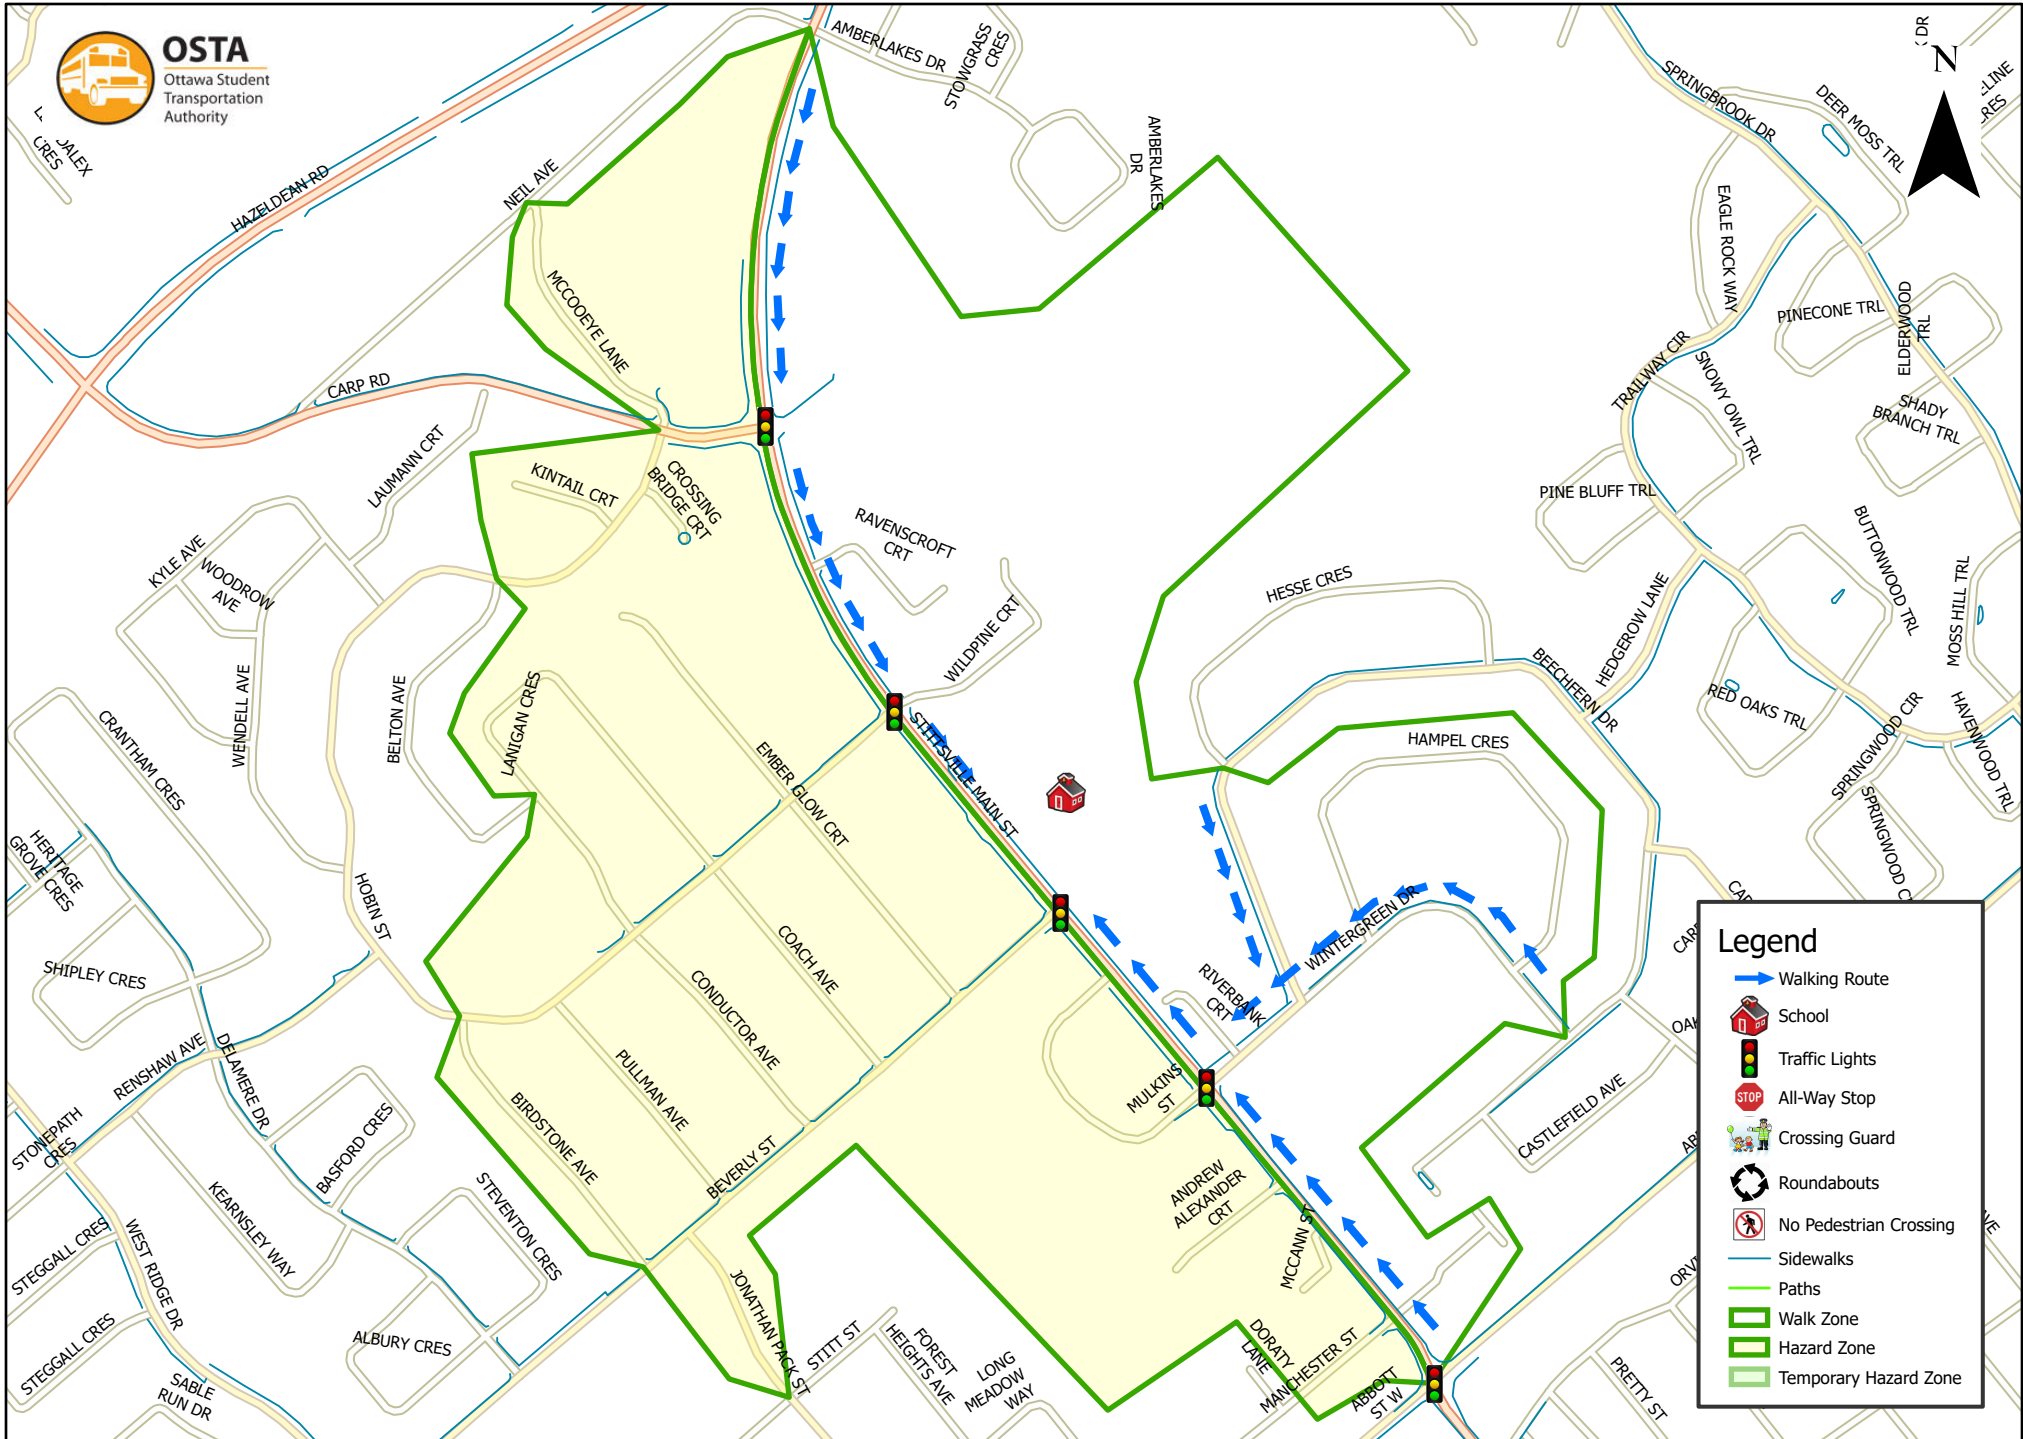 OSTA
Ottawa Student
Transportation
Authority
AMBERLAKES DR
STOWGRASS
CRES
DR
N
SPRINGBROOK DR
DEER MOSS TRL
CRES
CRES
HAZELDEAN RD
NEIL AVE
AMBERLAKES
DR
EAGLE ROCK WAY
MCCOOEYE LANE
PINECONE TRL
ELDERWOOD
TRL
CARP RD
TRAILWAY CIR
SNOWY OWL TRL
SHADY
BRANCH TRL
LAUMANN CRT
KINTAIL CRT
CROSSING
BRIDGE CRT
PINE BLUFF TRL
RAVENSCROFT
CRT
BUTTONWOOD TRL
KYLE AVE
WOODROW
AVE
HESSE CRES
HEDGEROW LANE
MOSS HILL TRL
WILDPINE CRT
WENDELL AVE
BELTON AVE
LANIGAN CRES
BEECHFERN DR
RED OAKS TRL
CRANTHAM CRES
EMBER GLOW CRT
STITTSVILLE MAIN ST
HAMPEL CRES
SPRINGWOOD CIR
HAVENWOOD TRL
HERITAGE
GROVE CRES
HOBIN ST
WINTERGREEN DR
SHIPLEY CRES
COACH AVE
CONDUCTOR AVE
RIVERBANK
CRT
RENSHAW AVE
DELAMERE DR
PULLMAN AVE
MULKINS
ST
STONEPATH
CRES
BASFORD CRES
BIRDSTONE AVE
BEVERLY ST
CASTLEFIELD AVE
KEARNSLEY WAY
STEVENTON CRES
ANDREW
ALEXANDER
CRT
MCCANN ST
STEGGALL CRES
WEST RIDGE DR
JONATHAN PACK ST
STEGGALL CRES
ALBURY CRES
STITT ST
FOREST
HEIGHTS AVE
LONG
MEADOW
WAY
DORATY
LANE
MANCHESTER ST
ABBOTT
ST W
SABLE
RUN DR
PRETTY ST
Legend
Walking Route
School
Traffic Lights
STOP
All-Way Stop
Crossing Guard
Roundabouts
No Pedestrian Crossing
Sidewalks
Paths
Walk Zone
Hazard Zone
Temporary Hazard Zone